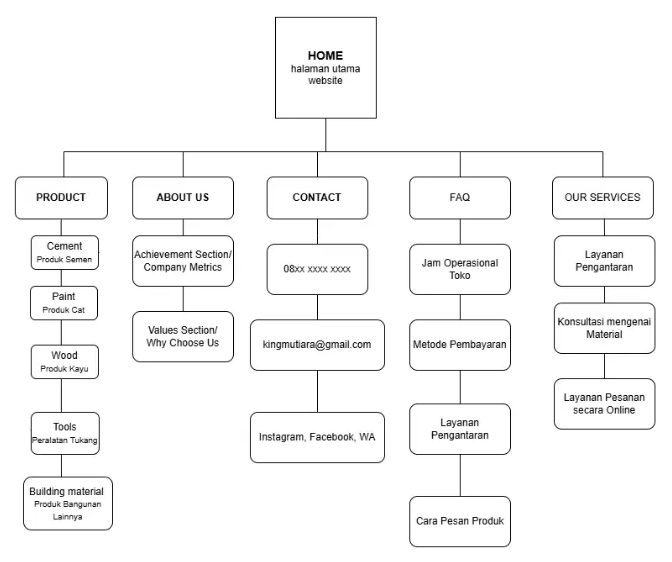 HOME
halaman utama
website
PRODUCT
Cement
Produk Semen
Paint
Produk Cat
Wood
Produk Kayu
Tools
Peralatan Tukang
Building material
Produk Bangunan
Lainnya
ABOUT US
Achievement Section/
Company Metrics
Values Section/
Why Choose Us
CONTACT
08xx xxxx xxxx
kingmutiara@gmail.com
Instagram, Facebook, WA
FAQ
Jam Operasional
Toko
Metode Pembayaran
Layanan
Pengantaran
Cara Pesan Produk
OUR SERVICES
Layanan
Pengantaran
Konsultasi mengenai
Material
Layanan Pesanan
secara Online